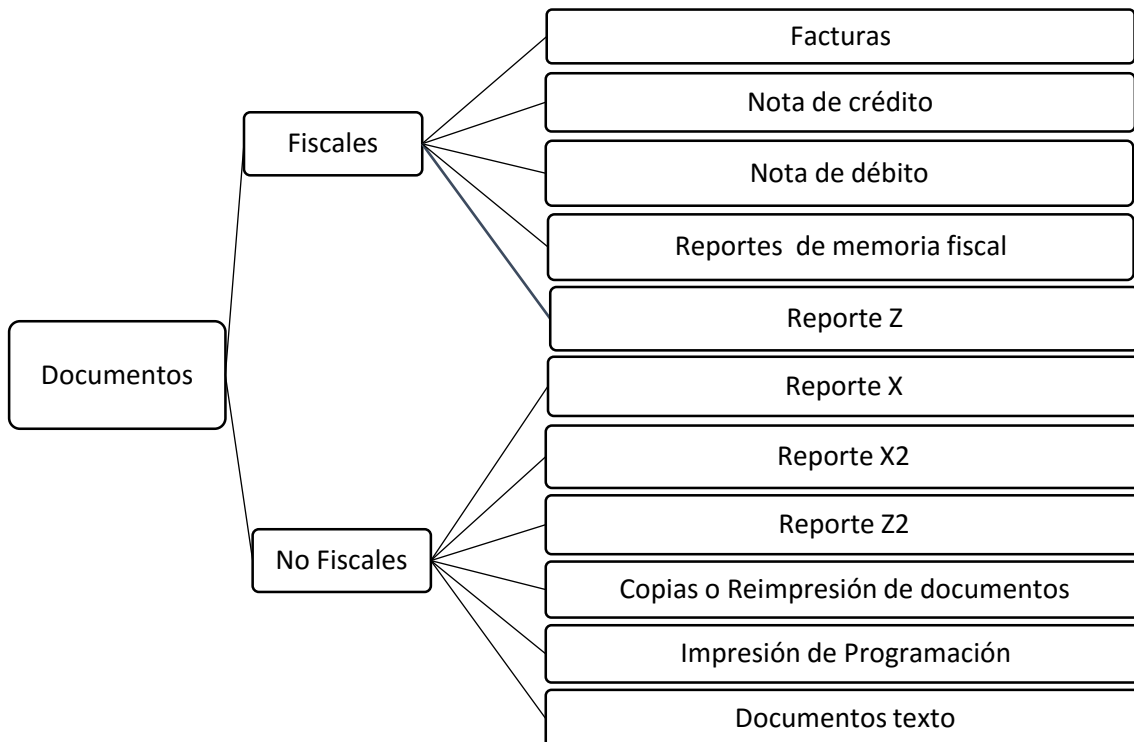 Facturas
Nota de crédito
Fiscales
Nota de débito
Reportes  de memoria fiscal
Reporte Z
Documentos
Reporte X
Reporte X2
Reporte Z2
No Fiscales
Copias o Reimpresión de documentos
Impresión de Programación
Documentos texto